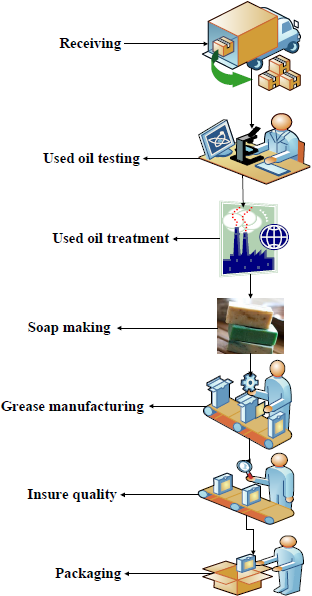 Receiving
Used oil testing
Used oil treatment
Soap making
Grease manufacturing
Insure quality
Packaging